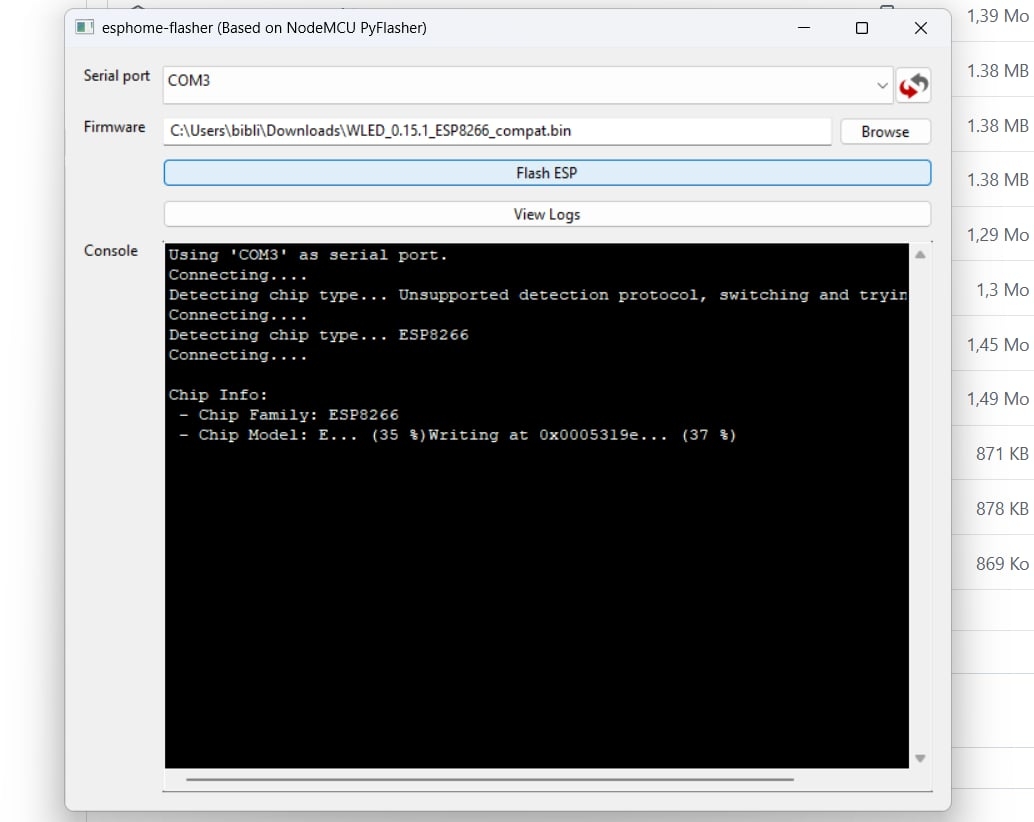 esphome-flasher (Based on NodeMCU PyFlasher)
Serial port
COM3
Firmware
C:\Users\bibli\Downloads\WLED_0.15.1_ESP8266_compat.bin
Browse
Flash ESP
View Logs
Console
Using 'COM3' as serial port.
Connecting....
Detecting chip type... Unsupported detection protocol, switching and tryin
Connecting....
Detecting chip type... ESP8266
Connecting....
Chip Info:
- Chip Family: ESP8266
- Chip Model: E... (35 %)Writing at 0x0005319e... (37 %)
1,39 Mo
1.38 MB
1.38 MB
1.38 MB
1,29 Mo
1,3 Mo
1,45 Mo
1,49 Mo
871 KB
878 KB
869 Ko